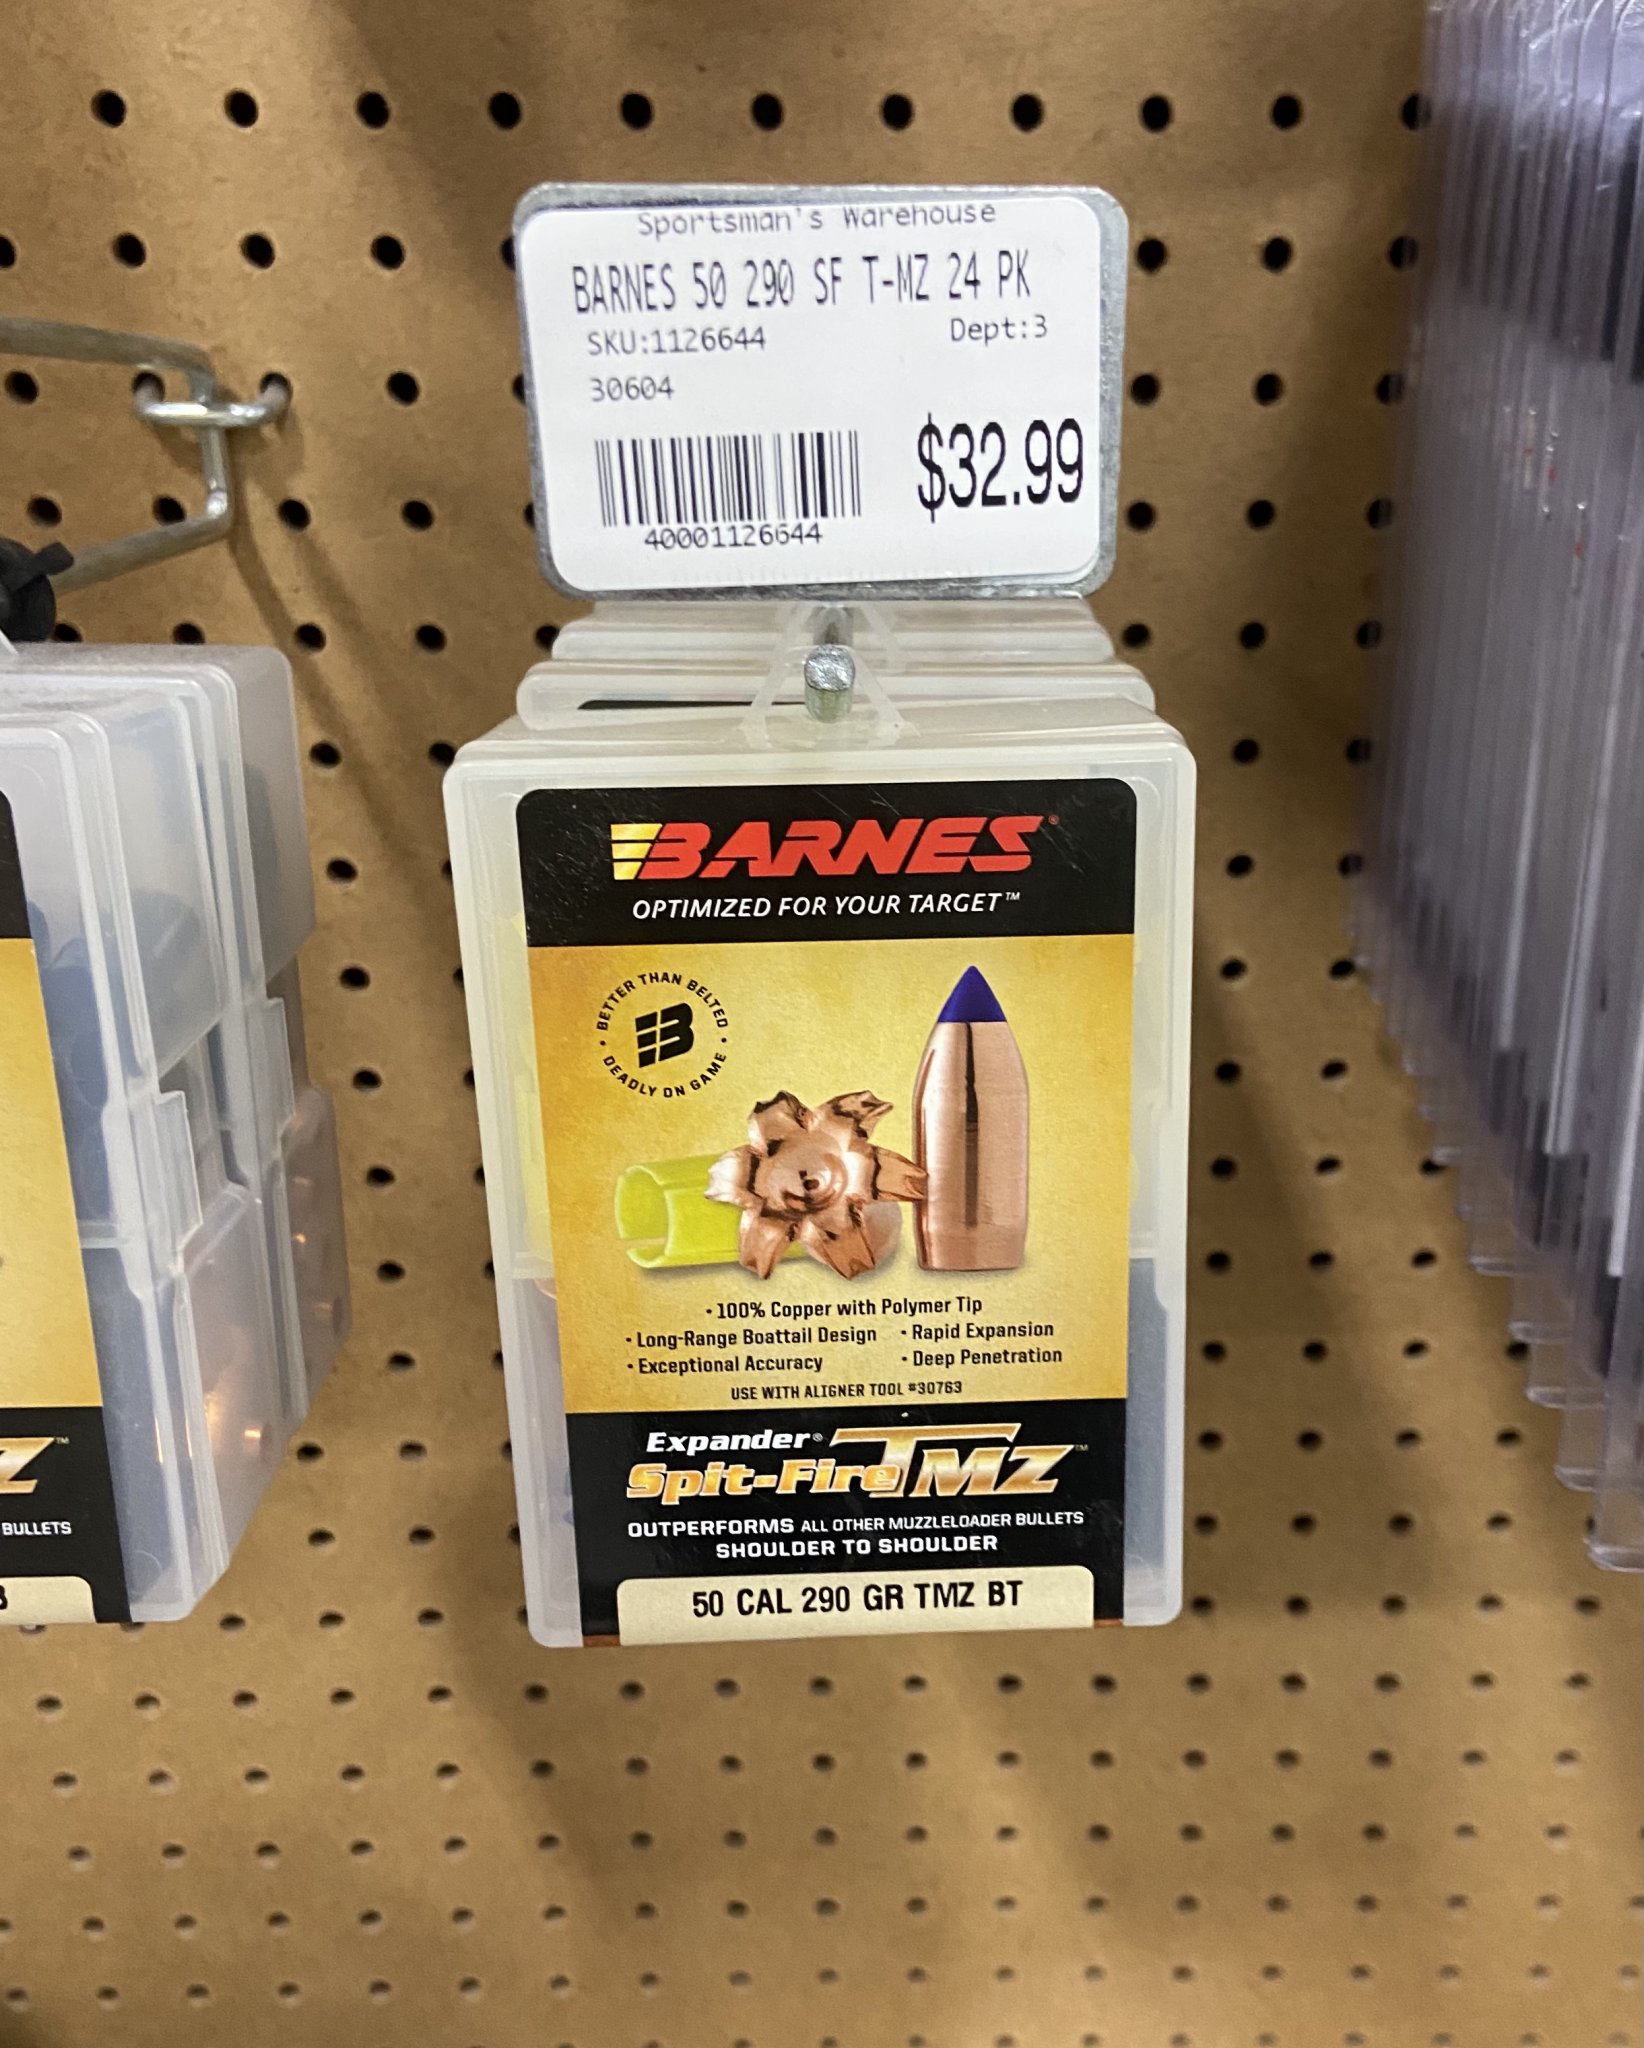 Sportsman's Warehouse
BARNES 50 290 SF T-MZ 24 PK
SKU:1126644 Dept:3
30604
$32.99
40001126644
BARNES®
OPTIMIZED FOR YOUR TARGET™
• BETTER THAN BELTED •
DEADLY ON GAME
B
• 100% Copper with Polymer Tip
• Long-Range Boattail Design • Rapid Expansion
• Exceptional Accuracy • Deep Penetration
USE WITH ALIGNER TOOL #30763
Expander®
Spit-Fire TMZ™
OUTPERFORMS ALL OTHER MUZZLELOADER BULLETS
SHOULDER TO SHOULDER
50 CAL 290 GR TMZ BT
Z™
BULLETS